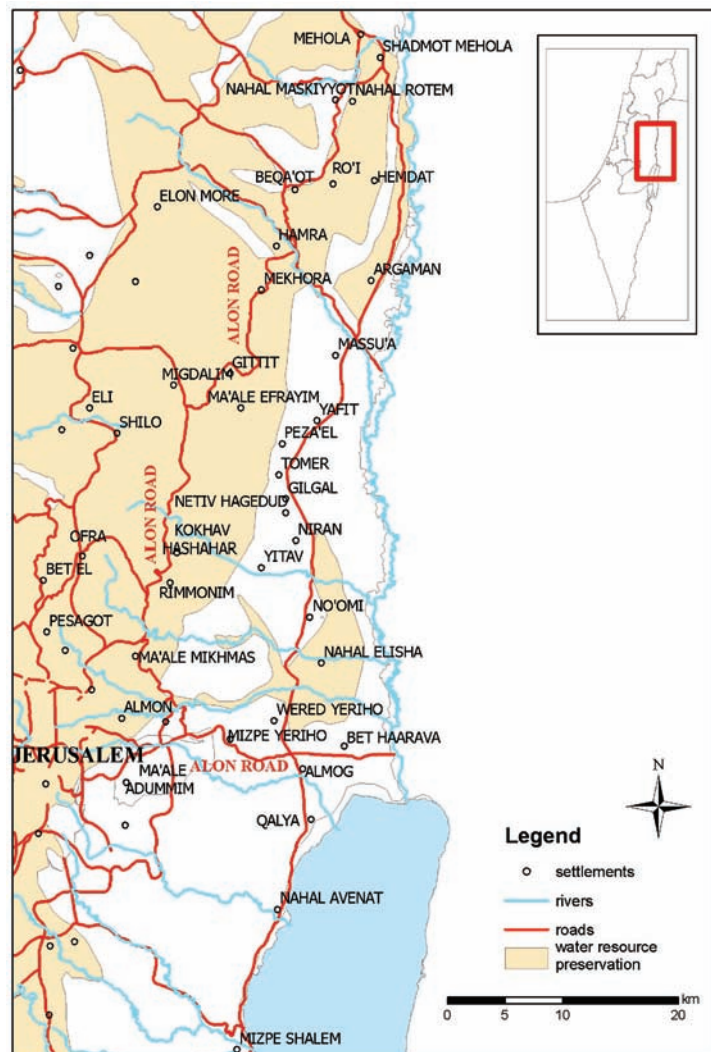 MEHOLA
SHADMOT MEHOLA
NAHAL MASKIYYOT
NAHAL ROTEM
BEQA'OT
RO'I
HEMDAT
ELON MORE
HAMRA
ALON ROAD
MEKHORA
ARGAMAN
MASSU'A
GITTIT
MIGDALIM
MA'ALE EFRAYIM
ELI
SHILO
YAFIT
PEZA'EL
TOMER
GILGAL
NETIV HAGEDUD
ALON ROAD
KOKHAV
HASHAHAR
NIRAN
OFRA
YITAV
BET EL
RIMMONIM
NO'OMI
PESAGOT
MA'ALE MIKHMAS
NAHAL ELISHA
ALMON
WERED YERIHO
MIZPE YERIHO
BET HAARAVA
JERUSALEM
MA'ALE
ADUMMIM
ALON ROAD
ALMOG
QALYA
NAHAL AVENAT
MIZPE SHALEM
N
Legend
settlements
rivers
roads
water resource
preservation
km
0 5 10 20